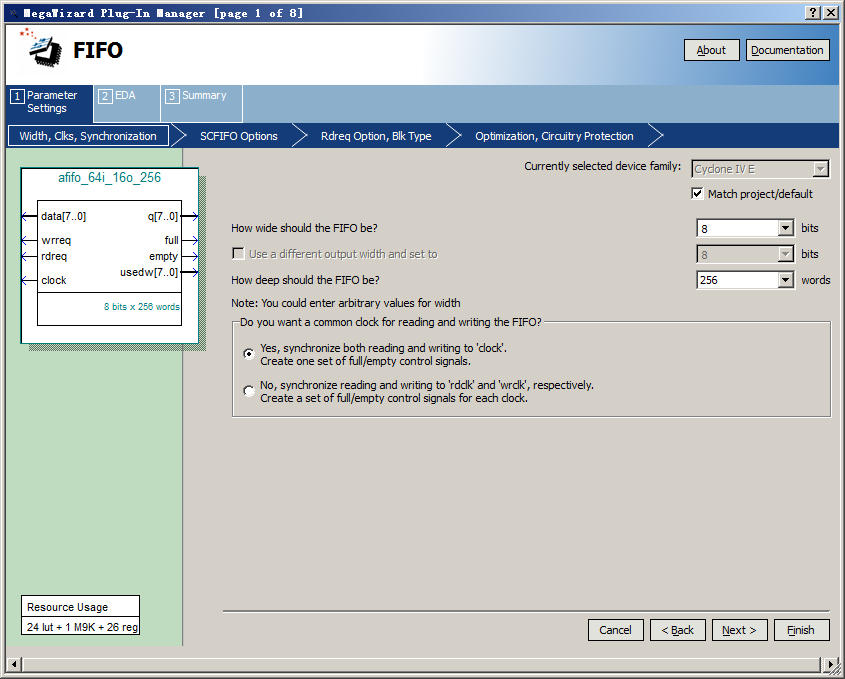 MegaWizard Plug-In Manager [page 1 of 8]
FIFO
About
Documentation
1 Parameter Settings
2 EDA
3 Summary
Width, Clks, Synchronization
SCFIFO Options
Rdreq Option, Blk Type
Optimization, Circuitry Protection
afifo_64i_16o_256
data[7..0] q[7..0]
wrreq full
rdreq empty
usedw[7..0]
clock
8 bits x 256 words
Currently selected device family: Cyclone IV E
Match project/default
How wide should the FIFO be? 8 bits
Use a different output width and set to 8 bits
How deep should the FIFO be? 256 words
Note: You could enter arbitrary values for width
Do you want a common clock for reading and writing the FIFO?
Yes, synchronize both reading and writing to 'clock'.
Create one set of full/empty control signals.
No, synchronize reading and writing to 'rdclk' and 'wrclk', respectively.
Create a set of full/empty control signals for each clock.
Resource Usage
24 lut + 1 M9K + 26 reg
Cancel
< Back
Next >
Finish